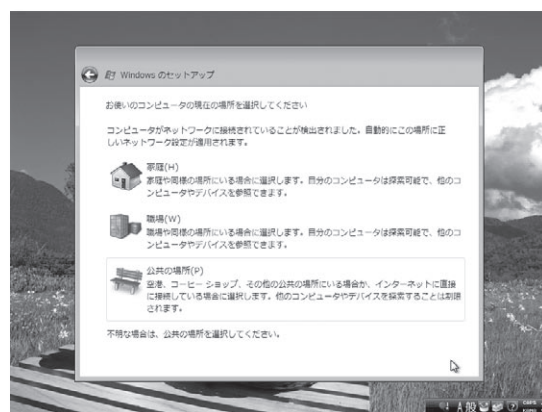 Windows のセットアップ
お使いのコンピュータの現在の場所を選択してください
コンピュータがネットワークに接続されていることが検出されました。自動的にこの場所に正
しいネットワーク設定が適用されます。
家庭(H)
家庭や同様の場所にいる場合に選択します。自分のコンピュータは探索可能で、他のコ
ンピュータやデバイスを参照できます。
職場(W)
職場や同様の場所にいる場合に選択します。自分のコンピュータは探索可能で、他のコ
ンピュータやデバイスを参照できます。
公共の場所(P)
空港、コーヒー ショップ、その他の公共の場所にいる場合か、インターネットに直接
に接続している場合に選択します。他のコンピュータやデバイスを探索することは制限
されます。
不明な場合は、公共の場所を選択してください。
A 般 CAPS
KANA